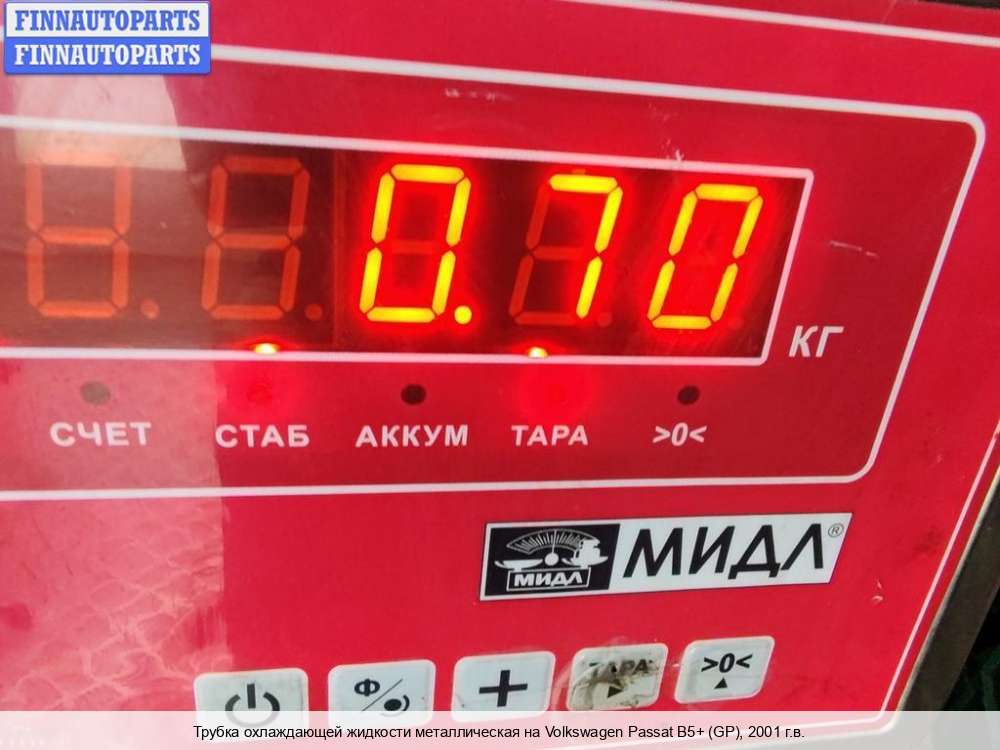 FINNAUTOPARTS
FINNAUTOPARTS
0.70
КГ
СЧЕТ СТАБ АККУМ ТАРА >0<
МИДЛ МИДЛ®
Ф + ТАРА >0<
Трубка охлаждающей жидкости металлическая на Volkswagen Passat B5+ (GP), 2001 г.в.